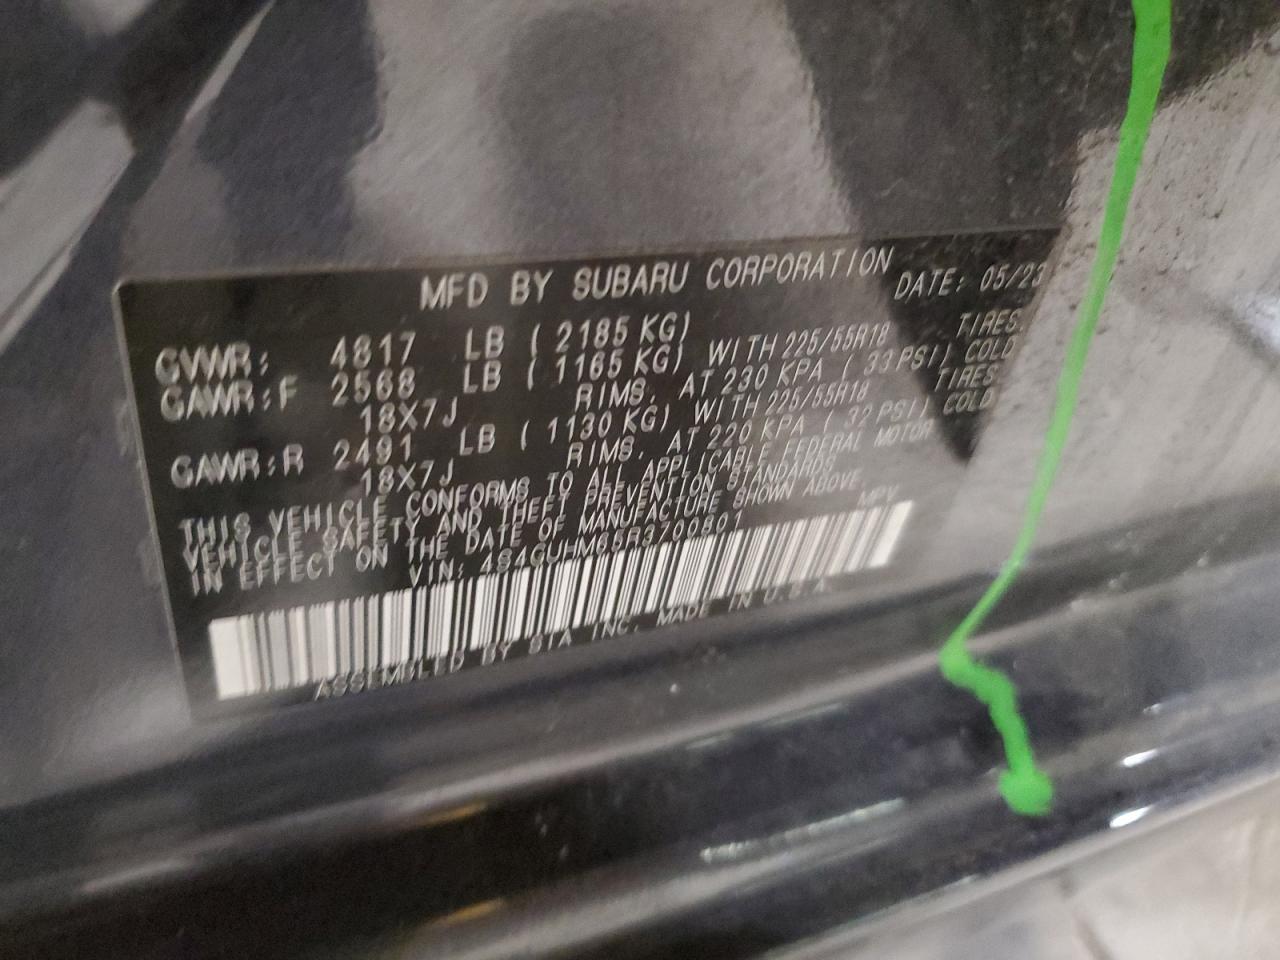 MFD BY SUBARU CORPORATION
DATE: 05/23
GVWR: 4817 LB ( 2185 KG)
GAWR:F 2568 LB ( 1165 KG) WITH 225/55R18 TIRES,
18X7J RIMS, AT 230 KPA ( 33 PSI) COLD
GAWR:R 2491 LB ( 1130 KG) WITH 225/55R18 TIRES
18X7J RIMS, AT 220 KPA ( 32 PSI) COLD
THIS VEHICLE CONFORMS TO ALL APPLICABLE FEDERAL MOTOR
VEHICLE SAFETY AND THEFT PREVENTION STANDARDS
IN EFFECT ON THE DATE OF MANUFACTURE SHOWN ABOVE.
VIN: 4S4GUHM65R3700801 MPV
ASSEMBLED BY SIA INC. MADE IN U.S.A.